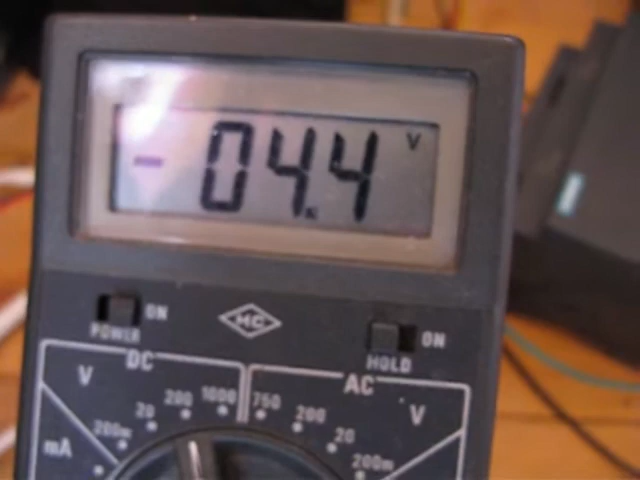 - 04.4 V
ON HC ON
POWER HOLD
DC AC
V V
200m 20 200 1000 750 200 20 200m
mA